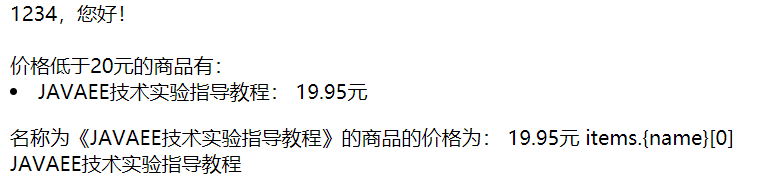 1234，您好！
价格低于20元的商品有：
• JAVAEE技术实验指导教程： 19.95元
名称为《JAVAEE技术实验指导教程》的商品的价格为： 19.95元 items.{name}[0]
JAVAEE技术实验指导教程